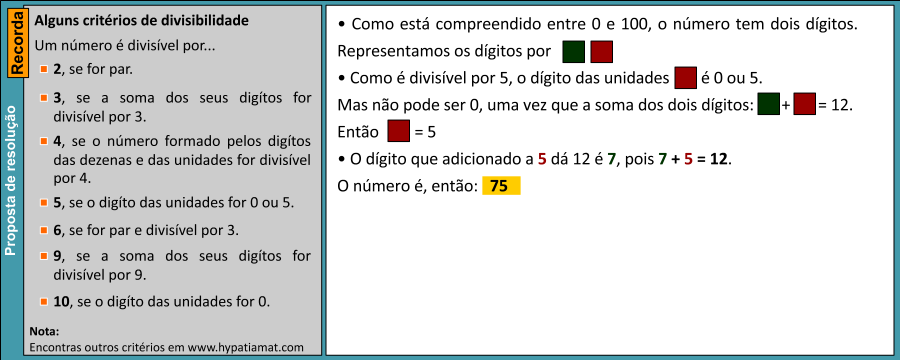 Recorda
Proposta de resolução
Alguns critérios de divisibilidade
Um número é divisível por...
2, se for par.
3, se a soma dos seus digítos for
divisível por 3.
4, se o número formado pelos digítos
das dezenas e das unidades for divisível
por 4.
5, se o digíto das unidades for 0 ou 5.
6, se for par e divisível por 3.
9, se a soma dos seus digítos for
divisível por 9.
10, se o digíto das unidades for 0.
Nota:
Encontras outros critérios em www.hypatiamat.com
• Como está compreendido entre 0 e 100, o número tem dois dígitos.
Representamos os dígitos por
• Como é divisível por 5, o dígito das unidades é 0 ou 5.
Mas não pode ser 0, uma vez que a soma dos dois dígitos: + = 12.
Então = 5
• O dígito que adicionado a 5 dá 12 é 7, pois 7 + 5 = 12.
O número é, então: 75